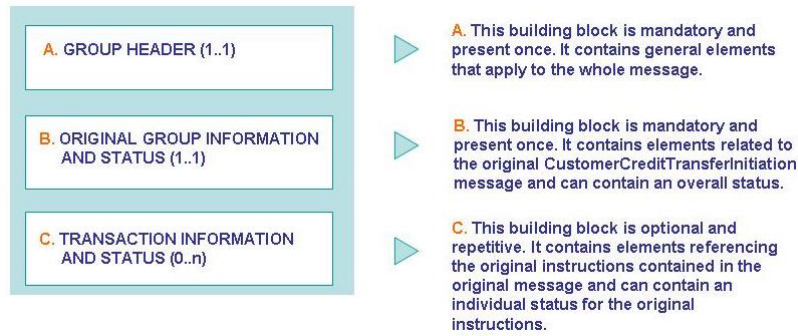 A. GROUP HEADER (1..1)
A. This building block is mandatory and
present once. It contains general elements
that apply to the whole message.
B. ORIGINAL GROUP INFORMATION
AND STATUS (1..1)
B. This building block is mandatory and
present once. It contains elements related to
the original CustomerCreditTransferInitiation
message and can contain an overall status.
C. TRANSACTION INFORMATION
AND STATUS (0..n)
C. This building block is optional and
repetitive. It contains elements referencing
the original instructions contained in the
original message and can contain an
individual status for the original
instructions.